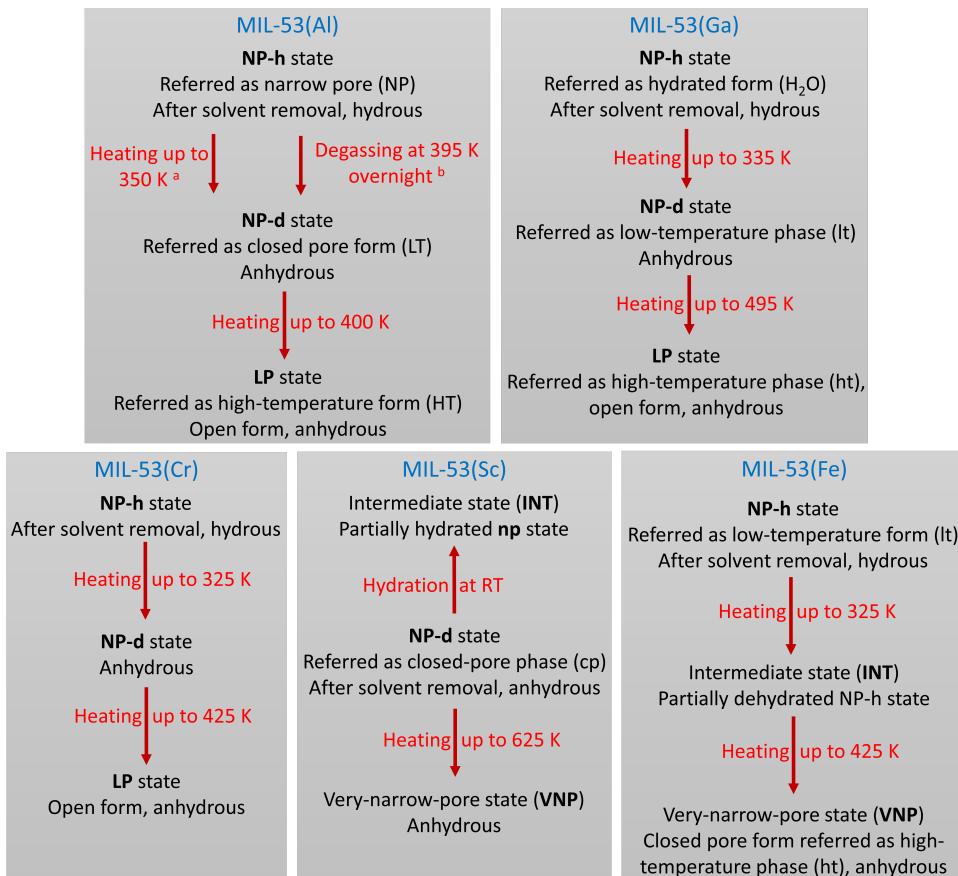 MIL-53(Al)
NP-h state
Referred as narrow pore (NP)
After solvent removal, hydrous
Heating up to
350 K a
Degassing at 395 K
overnight b
NP-d state
Referred as closed pore form (LT)
Anhydrous
Heating up to 400 K
LP state
Referred as high-temperature form (HT)
Open form, anhydrous
MIL-53(Ga)
NP-h state
Referred as hydrated form (H₂O)
After solvent removal, hydrous
Heating up to 335 K
NP-d state
Referred as low-temperature phase (lt)
Anhydrous
Heating up to 495 K
LP state
Referred as high-temperature phase (ht),
open form, anhydrous
MIL-53(Cr)
NP-h state
After solvent removal, hydrous
Heating up to 325 K
NP-d state
Anhydrous
Heating up to 425 K
LP state
Open form, anhydrous
MIL-53(Sc)
Intermediate state (INT)
Partially hydrated np state
Hydration at RT
NP-d state
Referred as closed-pore phase (cp)
After solvent removal, anhydrous
Heating up to 625 K
Very-narrow-pore state (VNP)
Anhydrous
MIL-53(Fe)
NP-h state
Referred as low-temperature form (lt)
After solvent removal, hydrous
Heating up to 325 K
Intermediate state (INT)
Partially dehydrated NP-h state
Heating up to 425 K
Very-narrow-pore state (VNP)
Closed pore form referred as high-
temperature phase (ht), anhydrous